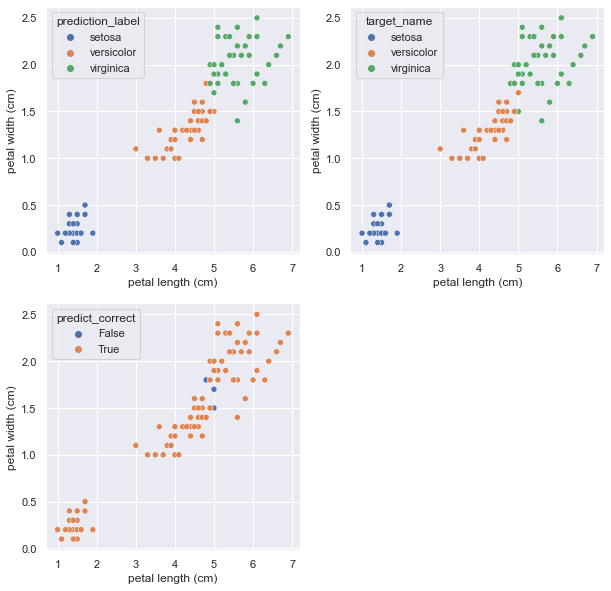 prediction_label
setosa
versicolor
virginica
2.5
2.0
1.5
1.0
0.5
0.0
petal width (cm)
1 2 3 4 5 6 7
petal length (cm)
target_name
setosa
versicolor
virginica
2.5
2.0
1.5
1.0
0.5
0.0
petal width (cm)
1 2 3 4 5 6 7
petal length (cm)
predict_correct
False
True
2.5
2.0
1.5
1.0
0.5
0.0
petal width (cm)
1 2 3 4 5 6 7
petal length (cm)